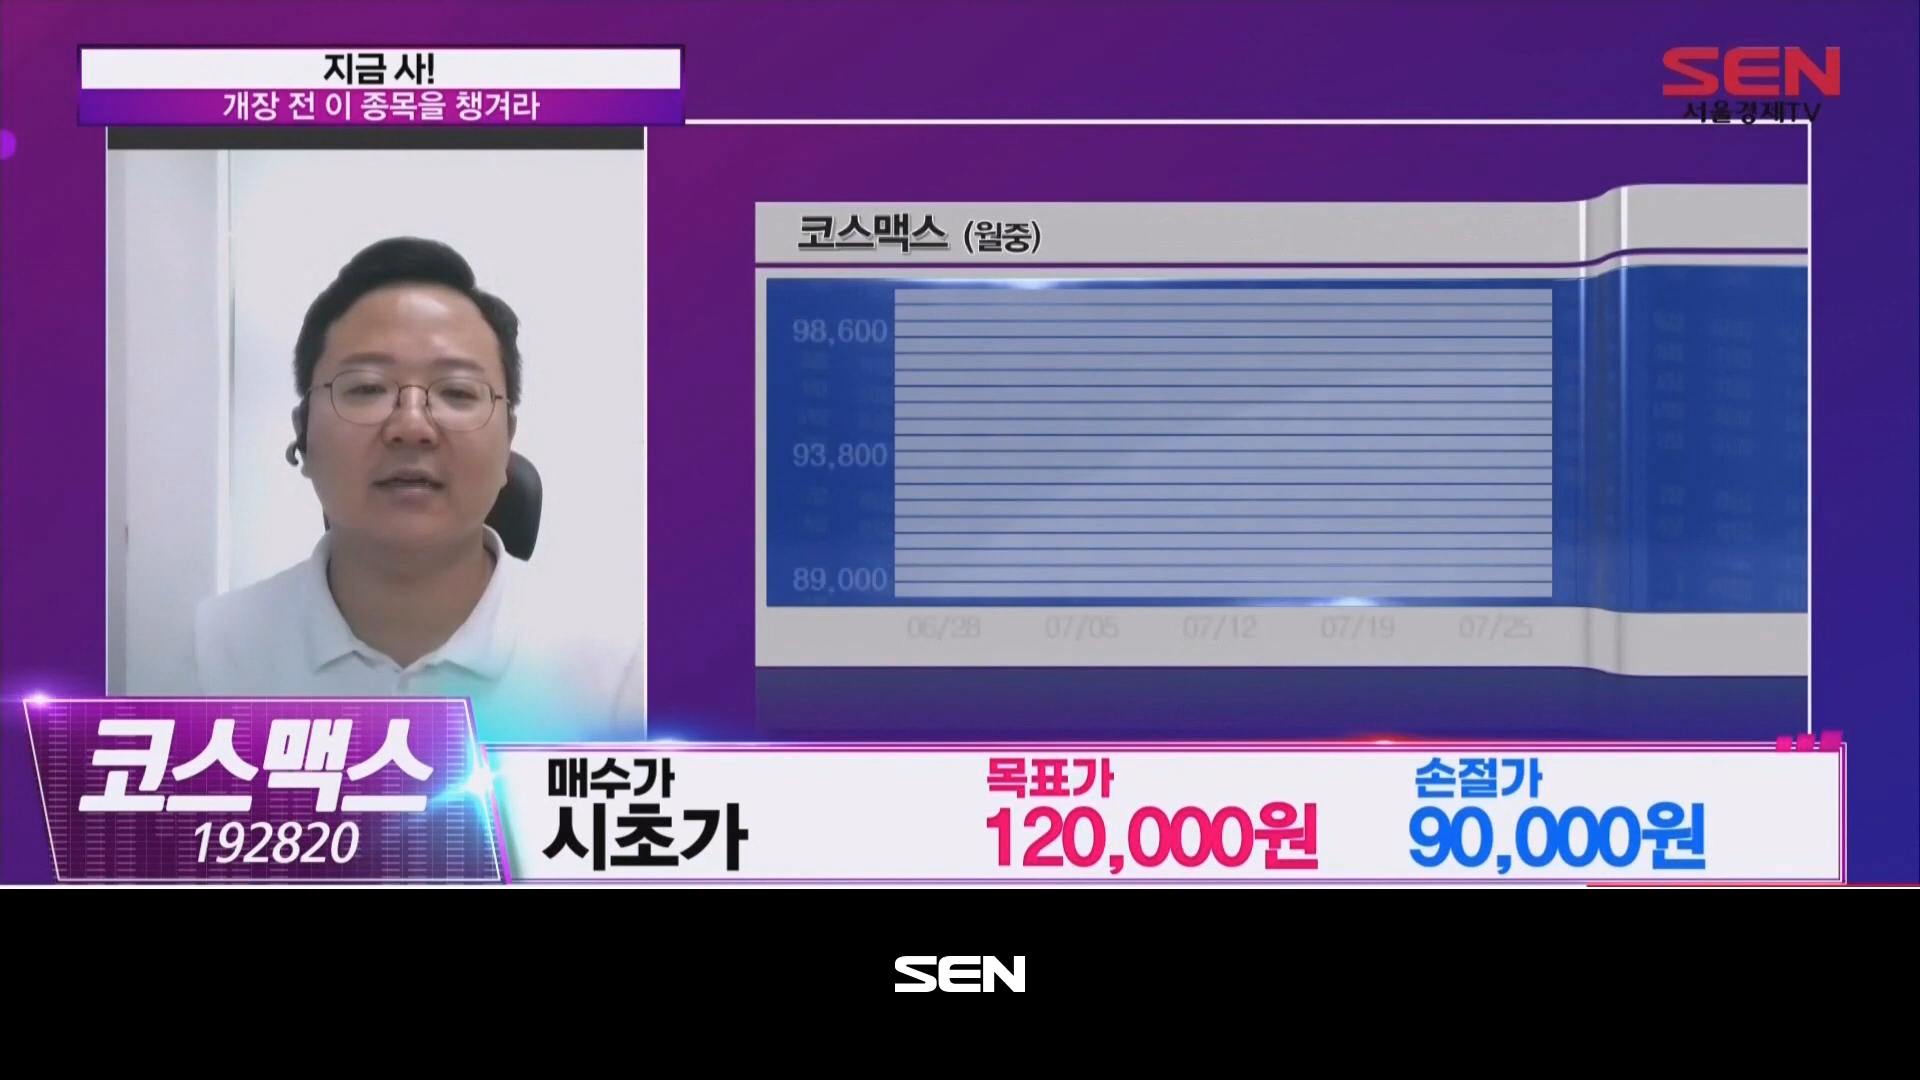 지금 사!
개장 전 이 종목을 챙겨라
SEN
서울경제TV
코스맥스 (월중)
98,600
93,800
89,000
06/28 07/05 07/12 07/19 07/25
코스맥스
192820
매수가
시초가
목표가
120,000원
손절가
90,000원
SEN